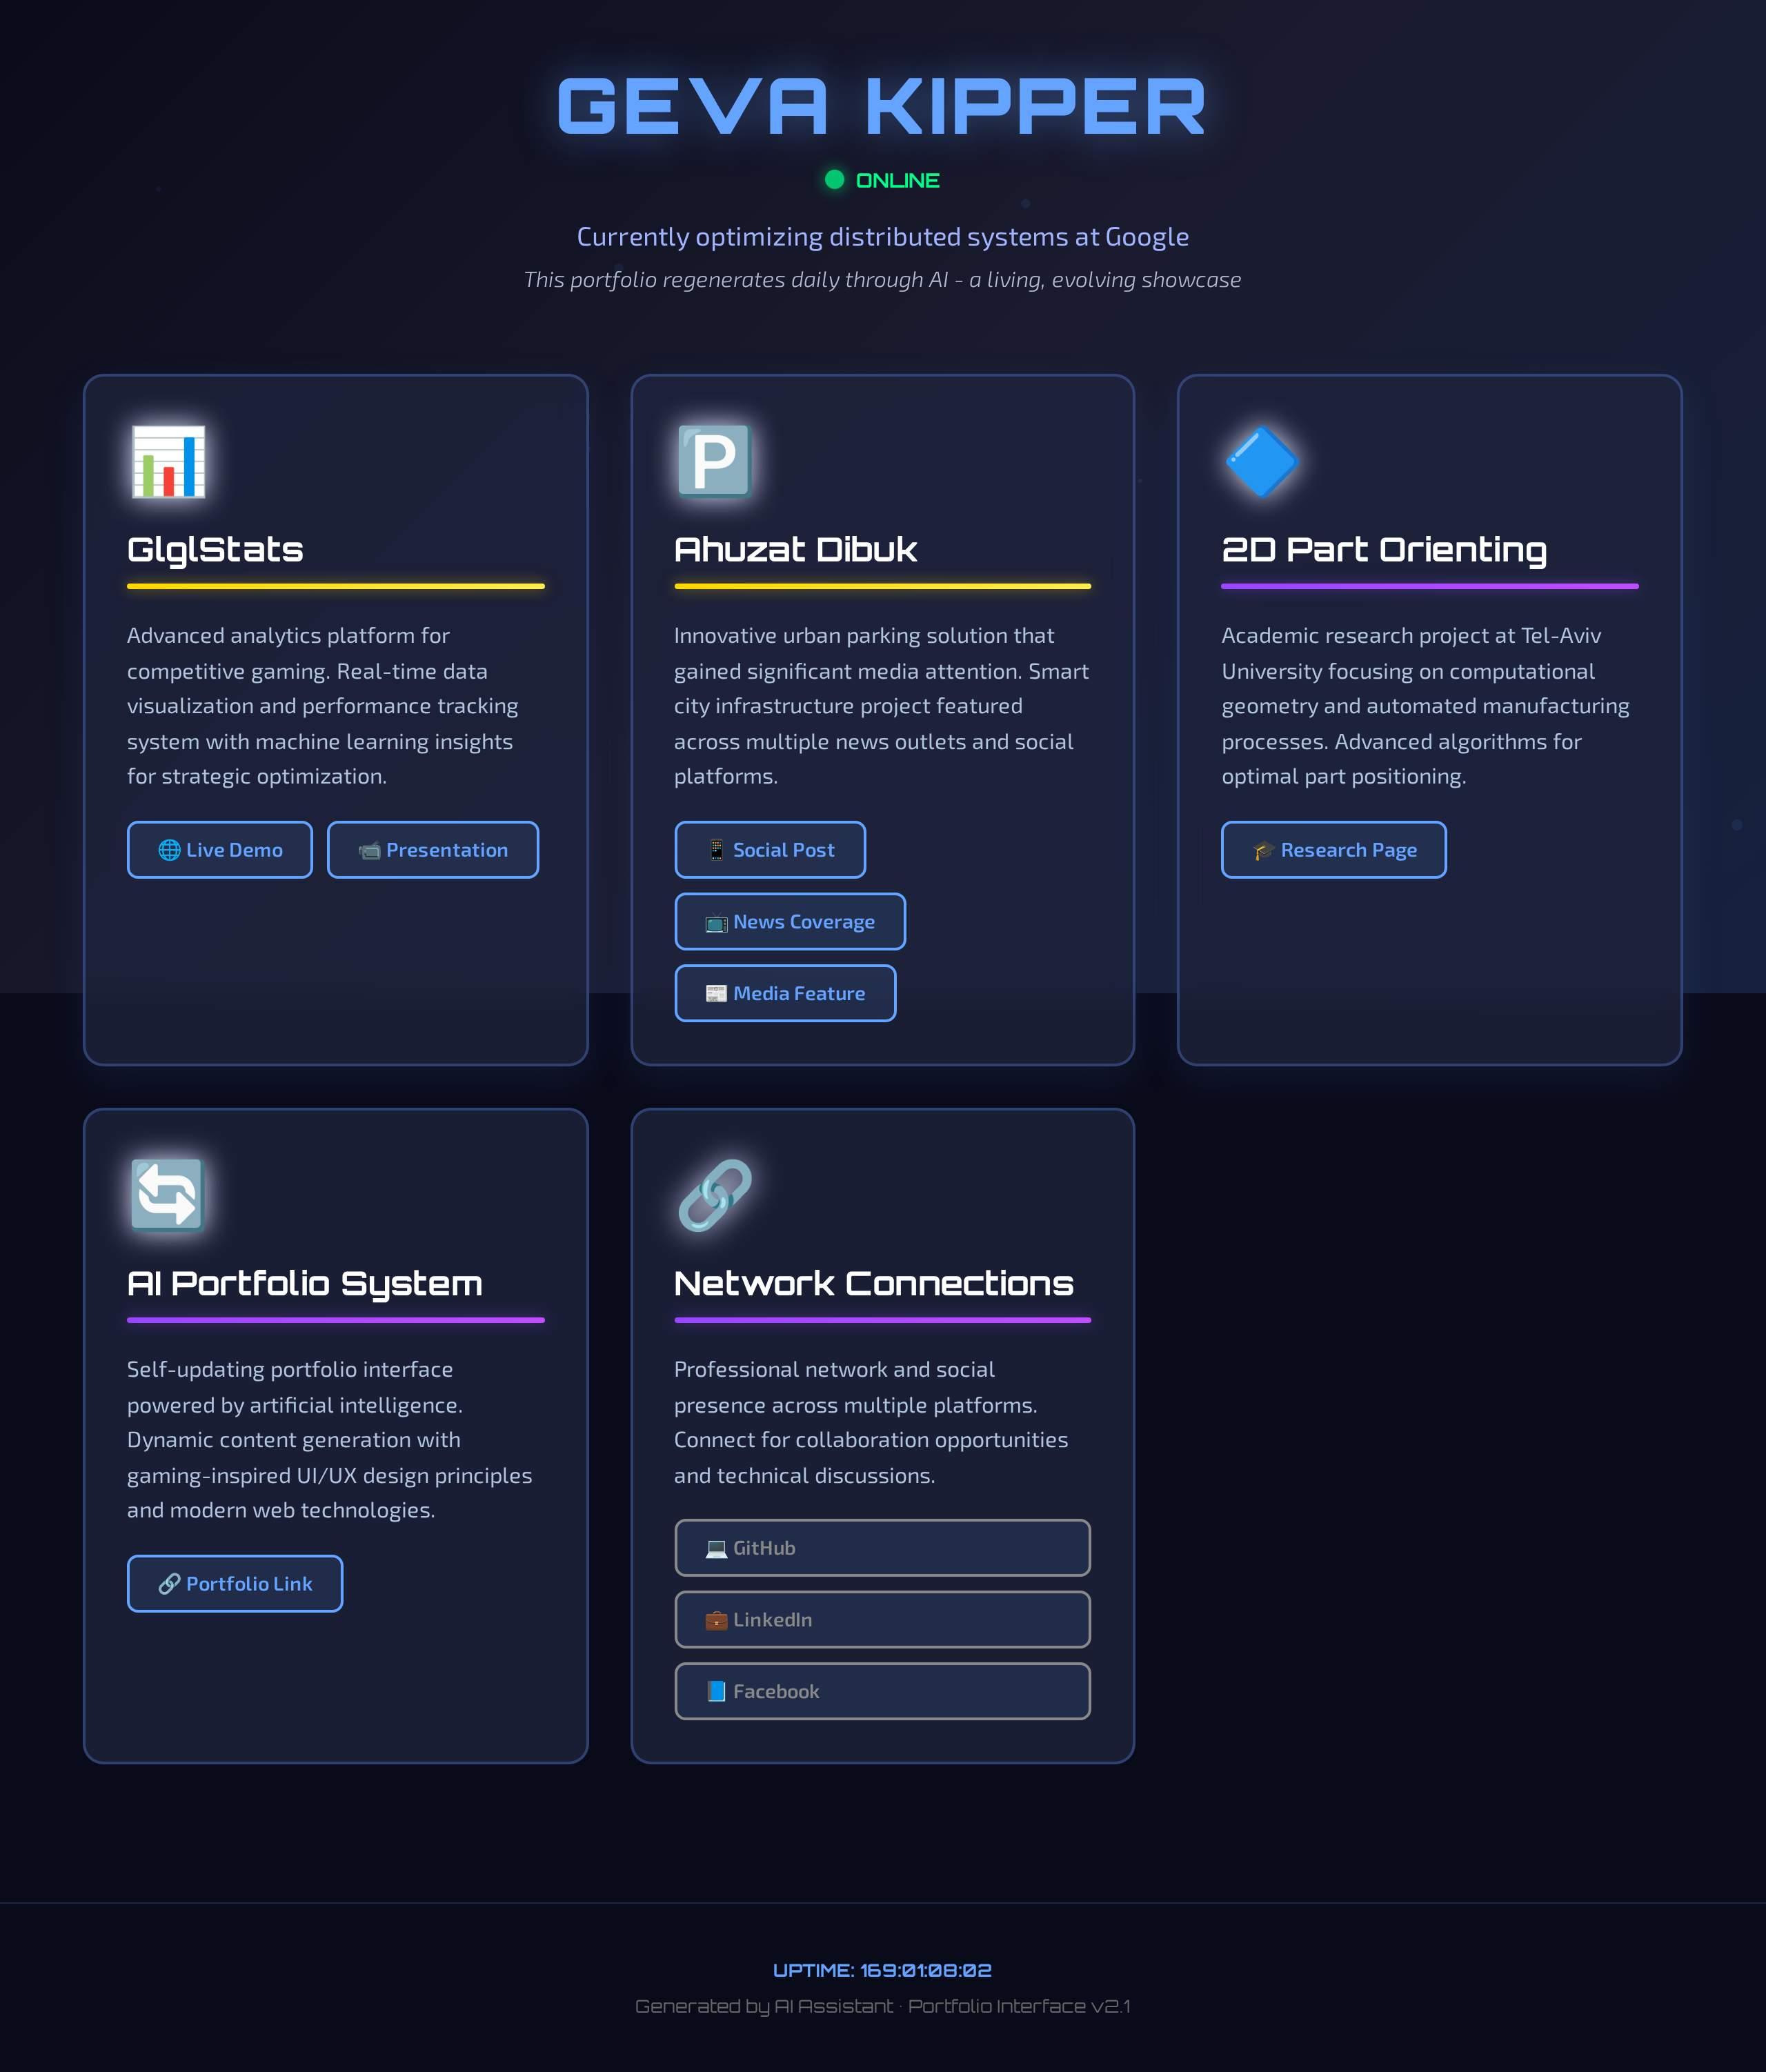 GEVA KIPPER
ONLINE
Currently optimizing distributed systems at Google
This portfolio regenerates daily through AI - a living, evolving showcase
GlglStats
Advanced analytics platform for
competitive gaming. Real-time data
visualization and performance tracking
system with machine learning insights
for strategic optimization.
🌐 Live Demo
📹 Presentation
🅿️
Ahuzat Dibuk
Innovative urban parking solution that
gained significant media attention. Smart
city infrastructure project featured
across multiple news outlets and social
platforms.
📱 Social Post
📺 News Coverage
📰 Media Feature
2D Part Orienting
Academic research project at Tel-Aviv
University focusing on computational
geometry and automated manufacturing
processes. Advanced algorithms for
optimal part positioning.
🎓 Research Page
AI Portfolio System
Self-updating portfolio interface
powered by artificial intelligence.
Dynamic content generation with
gaming-inspired UI/UX design principles
and modern web technologies.
🔗 Portfolio Link
Network Connections
Professional network and social
presence across multiple platforms.
Connect for collaboration opportunities
and technical discussions.
💻 GitHub
💼 LinkedIn
📘 Facebook
UPTIME: 169:01:08:02
Generated by AI Assistant · Portfolio Interface v2.1